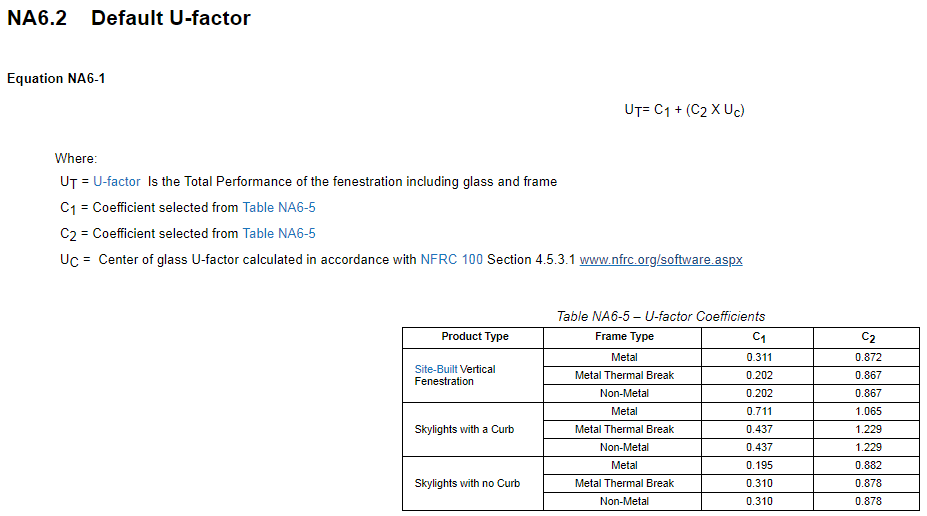 NA6.2 Default U-factor
Equation NA6-1
UT= C1 + (C2 X UC)
Where:
UT = U-factor Is the Total Performance of the fenestration including glass and frame
C1 = Coefficient selected from Table NA6-5
C2 = Coefficient selected from Table NA6-5
UC = Center of glass U-factor calculated in accordance with NFRC 100 Section 4.5.3.1 www.nfrc.org/software.aspx
Table NA6-5 – U-factor Coefficients
Product Type Frame Type C1 C2
Site-Built Vertical
Fenestration
Metal 0.311 0.872
Metal Thermal Break 0.202 0.867
Non-Metal 0.202 0.867
Skylights with a Curb
Metal 0.711 1.065
Metal Thermal Break 0.437 1.229
Non-Metal 0.437 1.229
Skylights with no Curb
Metal 0.195 0.882
Metal Thermal Break 0.310 0.878
Non-Metal 0.310 0.878